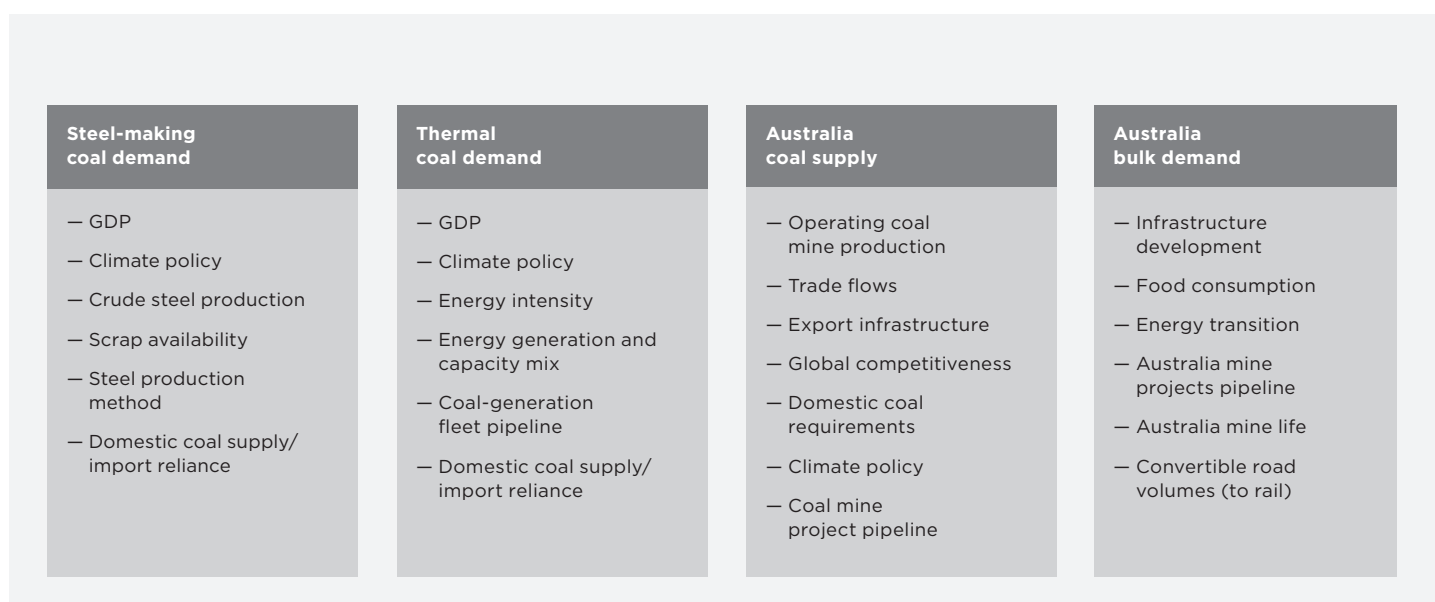 Steel-making
coal demand
— GDP
— Climate policy
— Crude steel production
— Scrap availability
— Steel production
method
— Domestic coal supply/
import reliance
Thermal
coal demand
— GDP
— Climate policy
— Energy intensity
— Energy generation and
capacity mix
— Coal-generation
fleet pipeline
— Domestic coal supply/
import reliance
Australia
coal supply
— Operating coal
mine production
— Trade flows
— Export infrastructure
— Global competitiveness
— Domestic coal
requirements
— Climate policy
— Coal mine
project pipeline
Australia
bulk demand
— Infrastructure
development
— Food consumption
— Energy transition
— Australia mine
projects pipeline
— Australia mine life
— Convertible road
volumes (to rail)